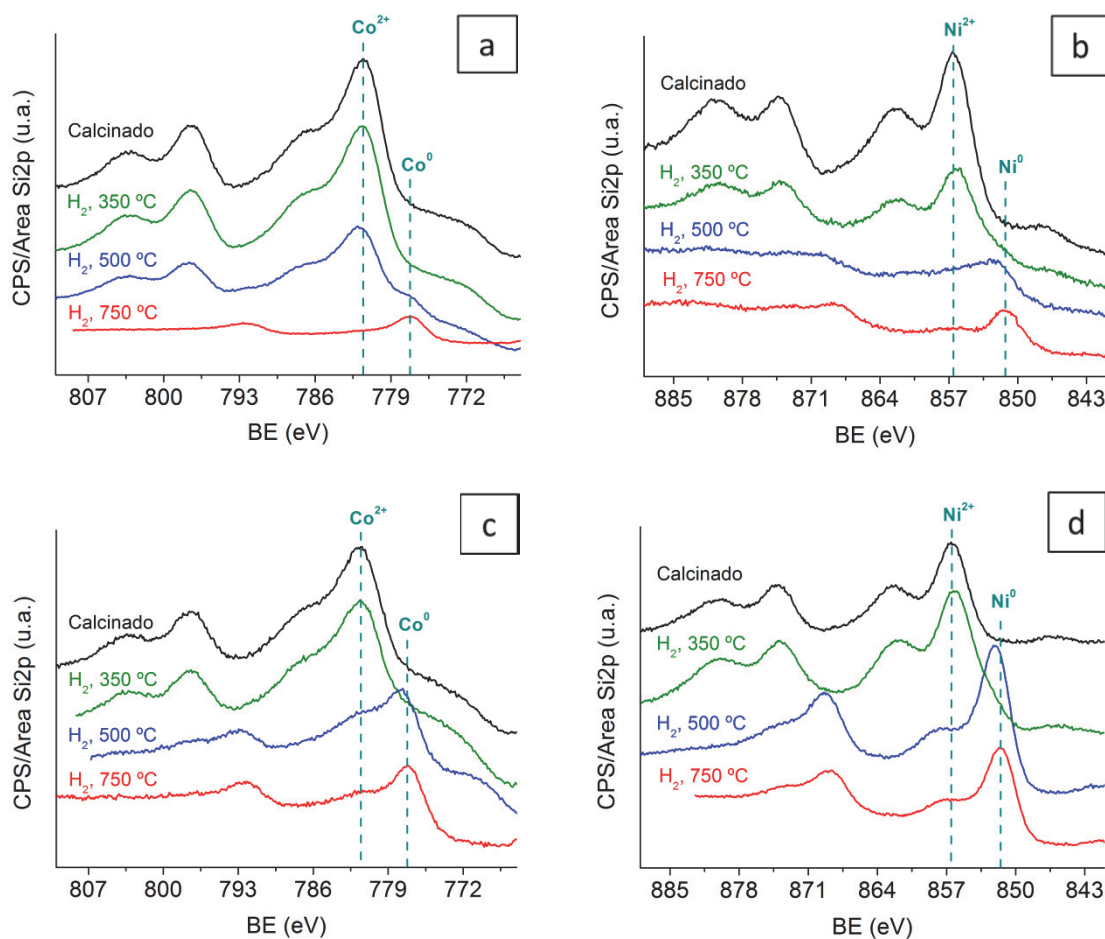 a
Co²⁺
Co⁰
Calcinado
H₂, 350 ºC
H₂, 500 ºC
H₂, 750 ºC
CPS/Area Si2p (u.a.)
807 800 793 786 779 772
BE (eV)
b
Ni²⁺
Ni⁰
Calcinado
H₂, 350 ºC
H₂, 500 ºC
H₂, 750 ºC
CPS/Area Si2p (u.a.)
885 878 871 864 857 850 843
BE (eV)
c
Co²⁺
Co⁰
Calcinado
H₂, 350 ºC
H₂, 500 ºC
H₂, 750 ºC
CPS/Area Si2p (u.a.)
807 800 793 786 779 772
BE (eV)
d
Ni²⁺
Ni⁰
Calcinado
H₂, 350 ºC
H₂, 500 ºC
H₂, 750 ºC
CPS/Area Si2p (u.a.)
885 878 871 864 857 850 843
BE (eV)